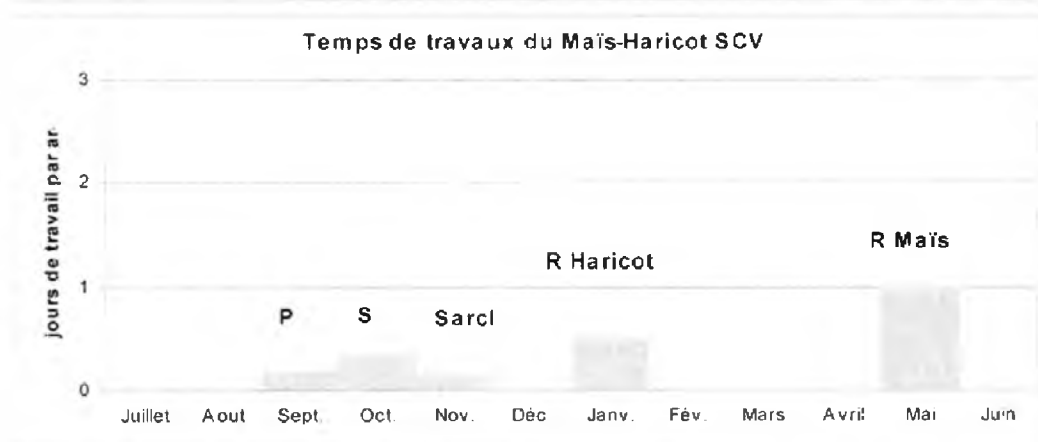 Temps de travaux du Maïs-Haricot SCV
jours de travail par ar
3
2
1
0
R Maïs
R Haricot
P S Sarcl
Juillet Aout Sept. Oct. Nov. Déc Janv. Fév. Mars Avril Mai Juin